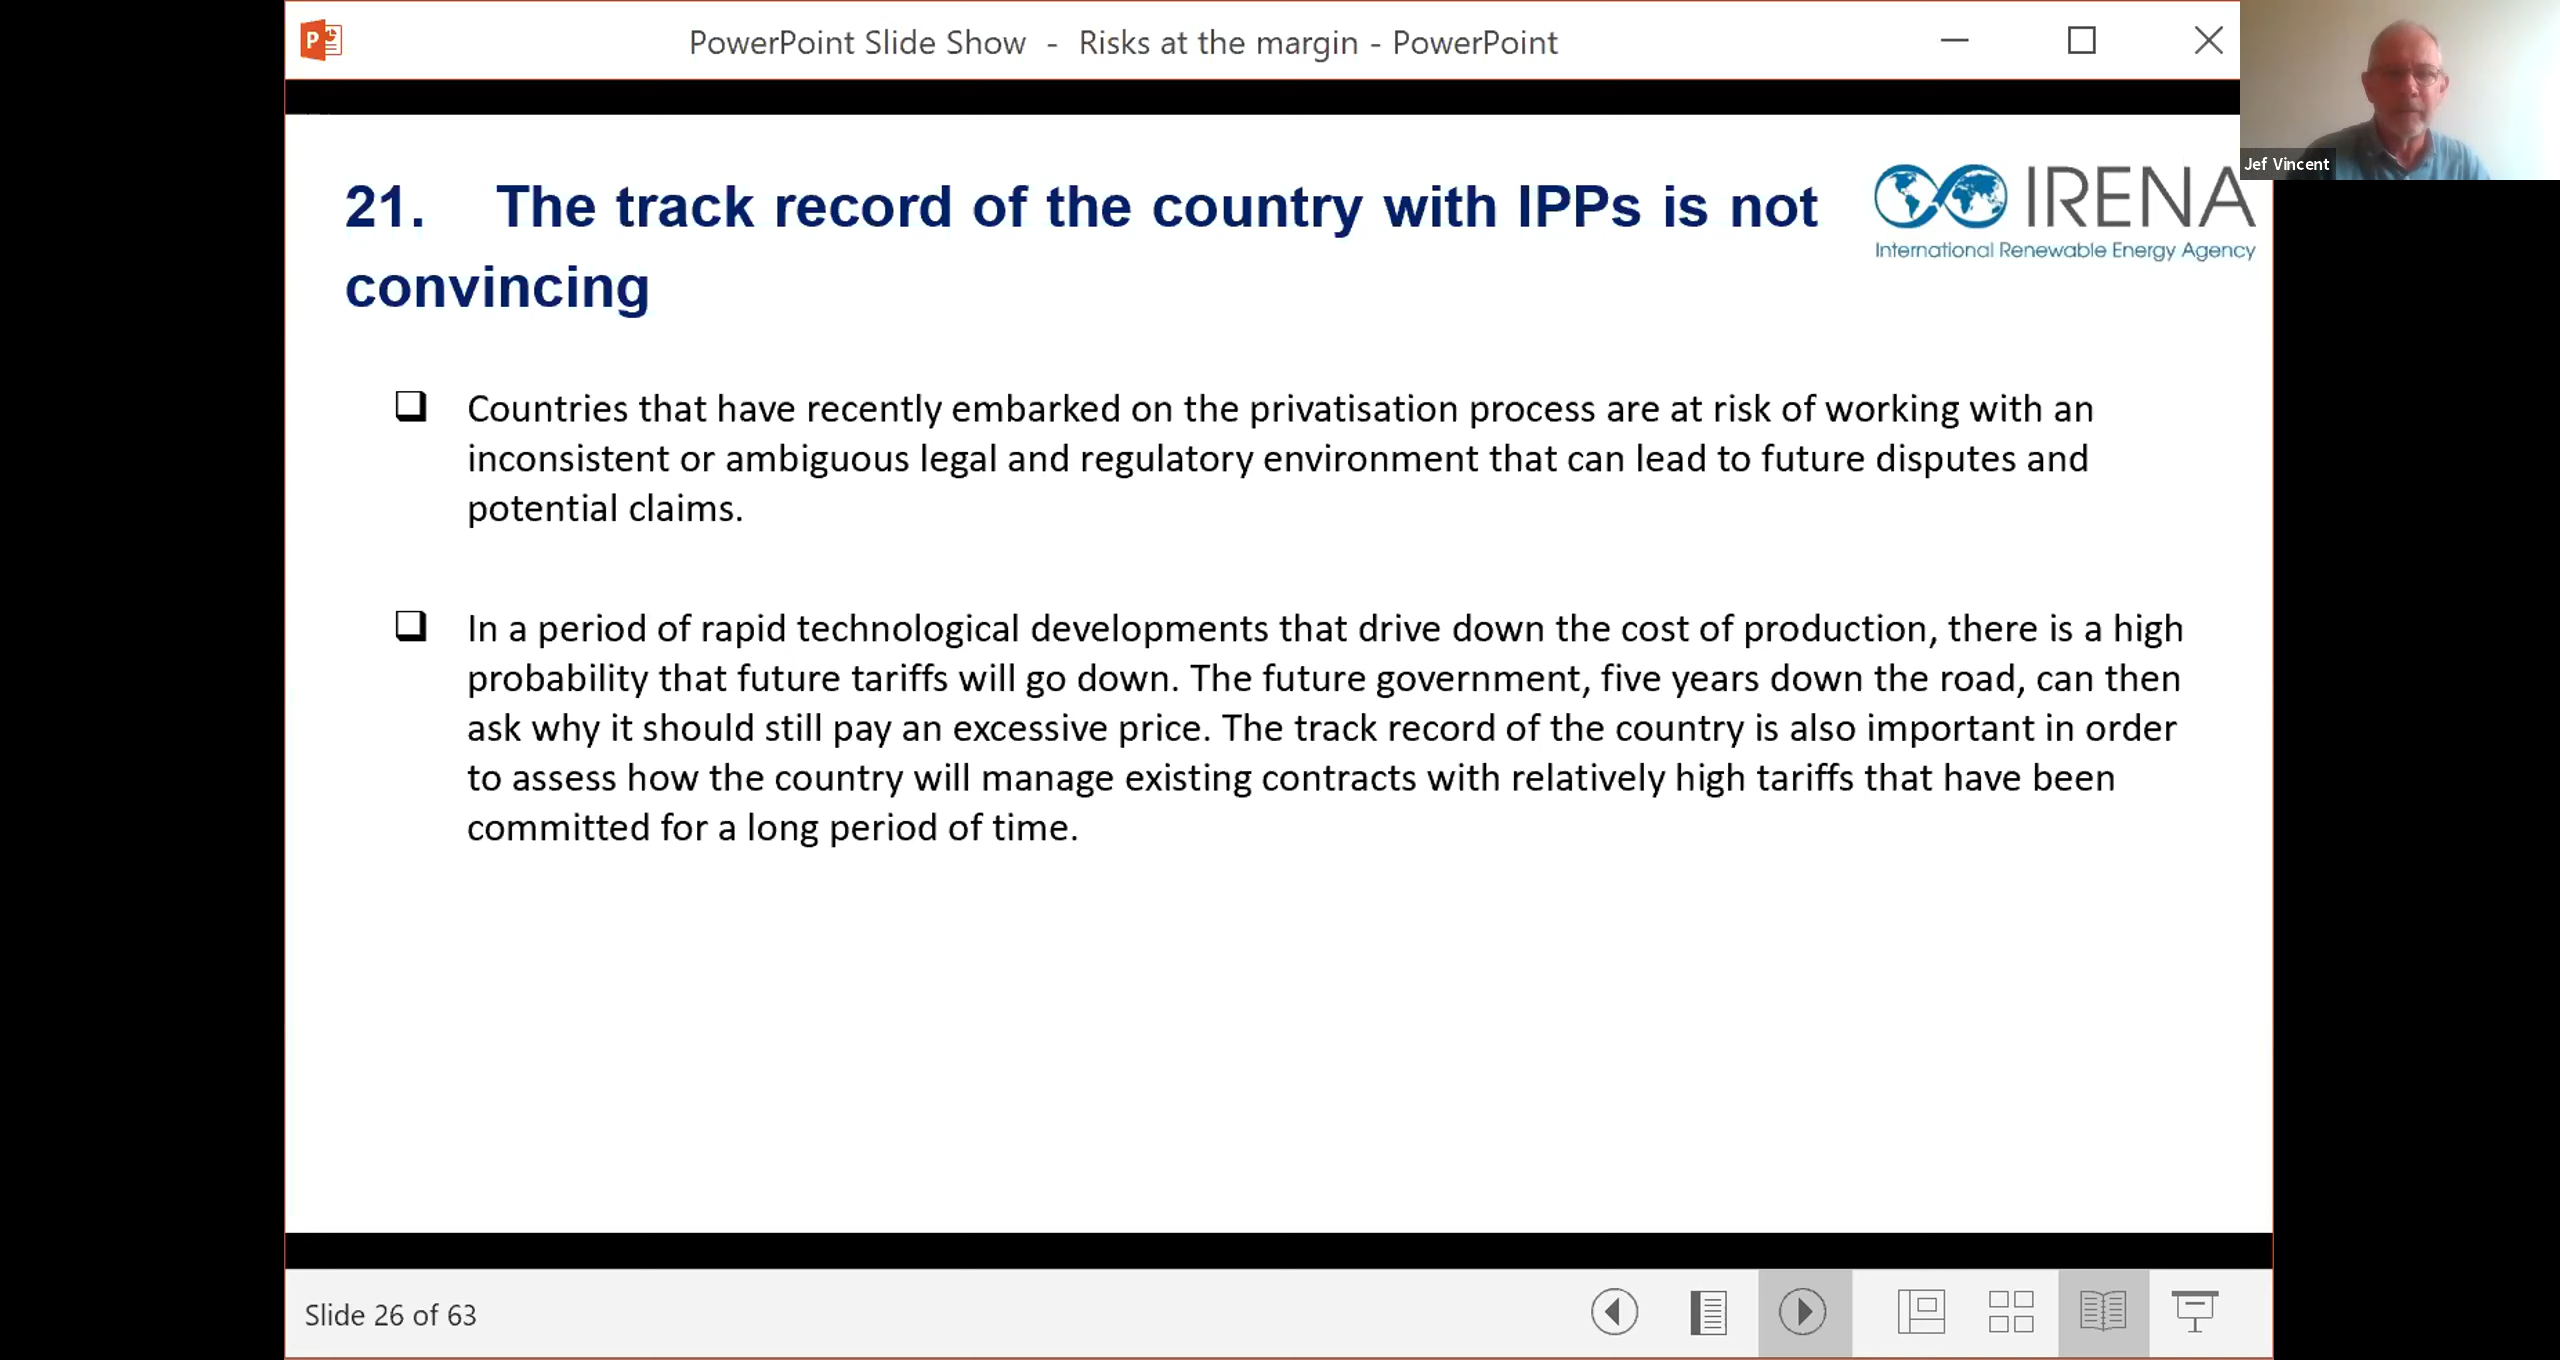 PowerPoint Slide Show - Risks at the margin - PowerPoint
Jef Vincent
IRENA
International Renewable Energy Agency
21. The track record of the country with IPPs is not
convincing
Countries that have recently embarked on the privatisation process are at risk of working with an
inconsistent or ambiguous legal and regulatory environment that can lead to future disputes and
potential claims.
In a period of rapid technological developments that drive down the cost of production, there is a high
probability that future tariffs will go down. The future government, five years down the road, can then
ask why it should still pay an excessive price. The track record of the country is also important in order
to assess how the country will manage existing contracts with relatively high tariffs that have been
committed for a long period of time.
Slide 26 of 63